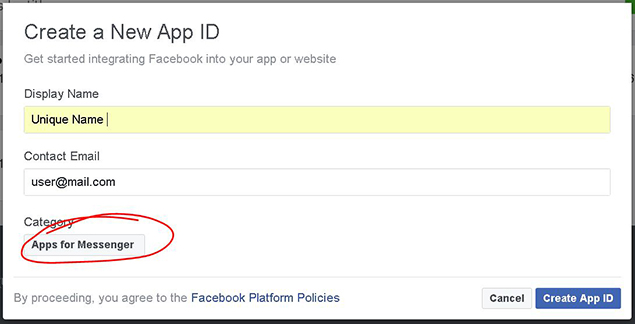 Create a New App ID
Get started integrating Facebook into your app or website
Display Name
Unique Name
Contact Email
user@mail.com
Category
Apps for Messenger
By proceeding, you agree to the Facebook Platform Policies
Cancel
Create App ID